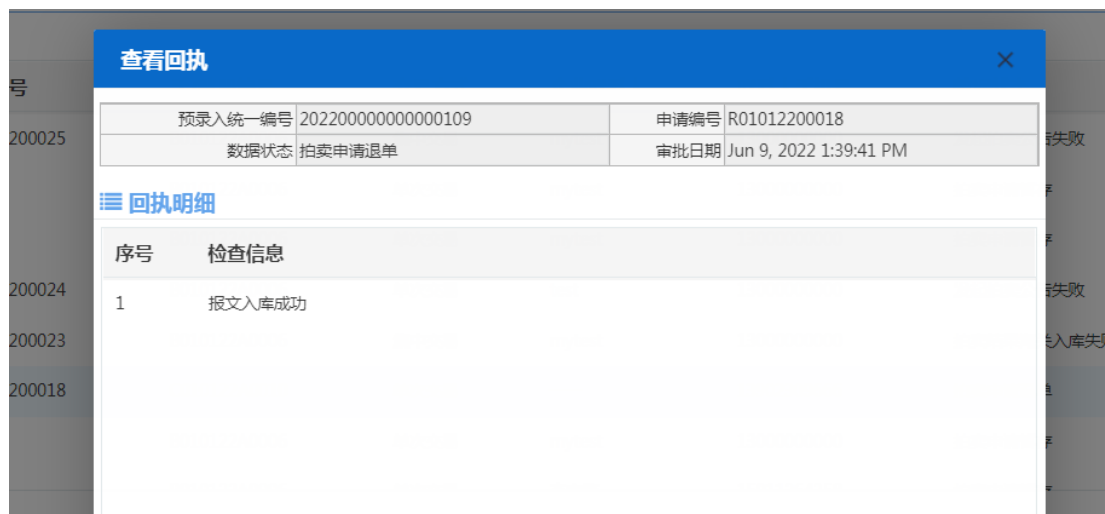 查看回执
号
预录入统一编号 202200000000000109 申请编号 R01012200018
200025
数据状态 拍卖申请退单 审批日期 Jun 9, 2022 1:39:41 PM
失败
回执明细
序号 检查信息
200024
1 报文入库成功
失败
200023
入库失
200018